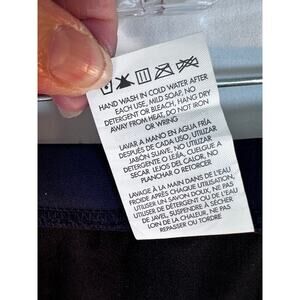 HAND WASH IN COLD WATER AFTER
EACH USE, MILD SOAP, NO
DETERGENT OR BLEACH, HANG DRY
AWAY FROM HEAT, DO NOT IRON
OR WRING
LAVAR A MANO EN AGUA FRÍA
DESPUÉS DE CADA USO, UTILIZAR
JABÓN SUAVE, NO UTILIZAR
DETERGENTE O LEJÍA, CUELGUE A
SECAR LEJOS DEL CALOR, NO
PLANCHAR O RETORCER
LAVAGE À LA MAIN DANS DE L'EAU
FROIDE APRÈS CHAQUE UTILISATION,
UTILISER UN SAVON DOUX, NE PAS
UTILISER DE DÉTERGENT OU DE L'EAU
DE JAVEL, SUSPENDRE À SÉCHER
LOIN DE LA CHALEUR, NE PAS
REPASSER OU TORDRE